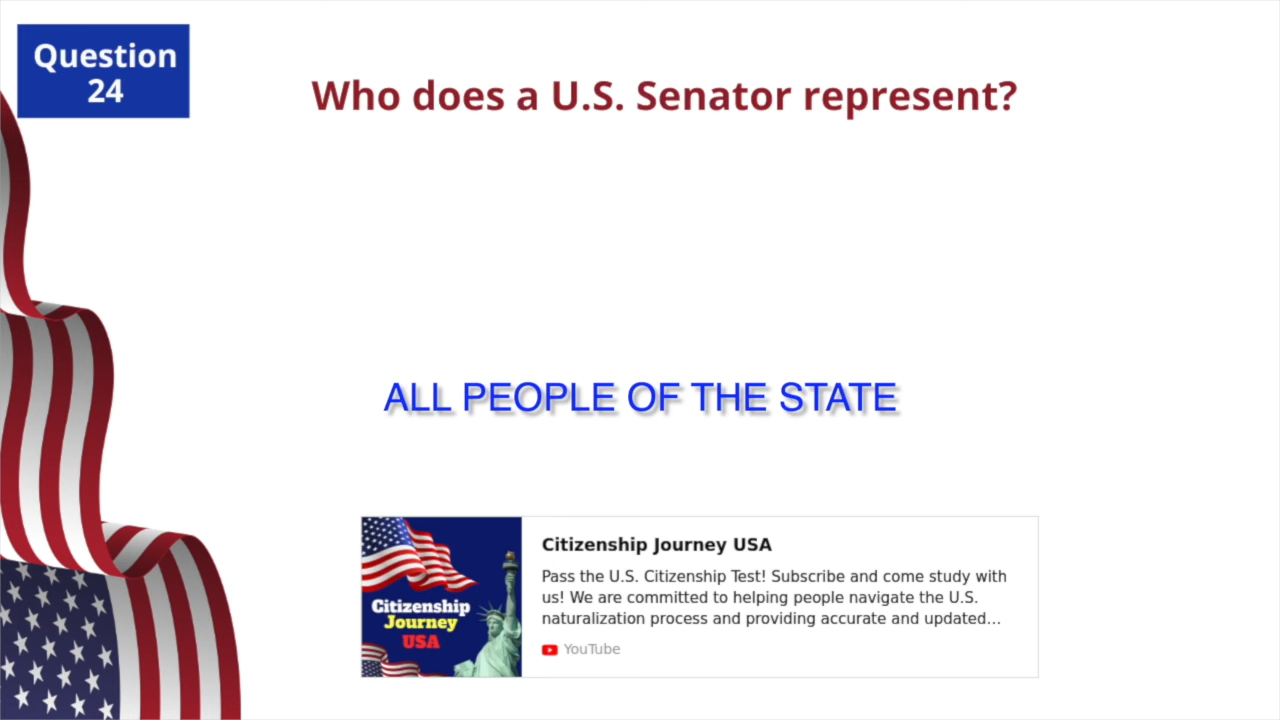 Question
24
Who does a U.S. Senator represent?
ALL PEOPLE OF THE STATE
Citizenship
Journey
USA
Citizenship Journey USA
Pass the U.S. Citizenship Test! Subscribe and come study with
us! We are committed to helping people navigate the U.S.
naturalization process and providing accurate and updated...
YouTube